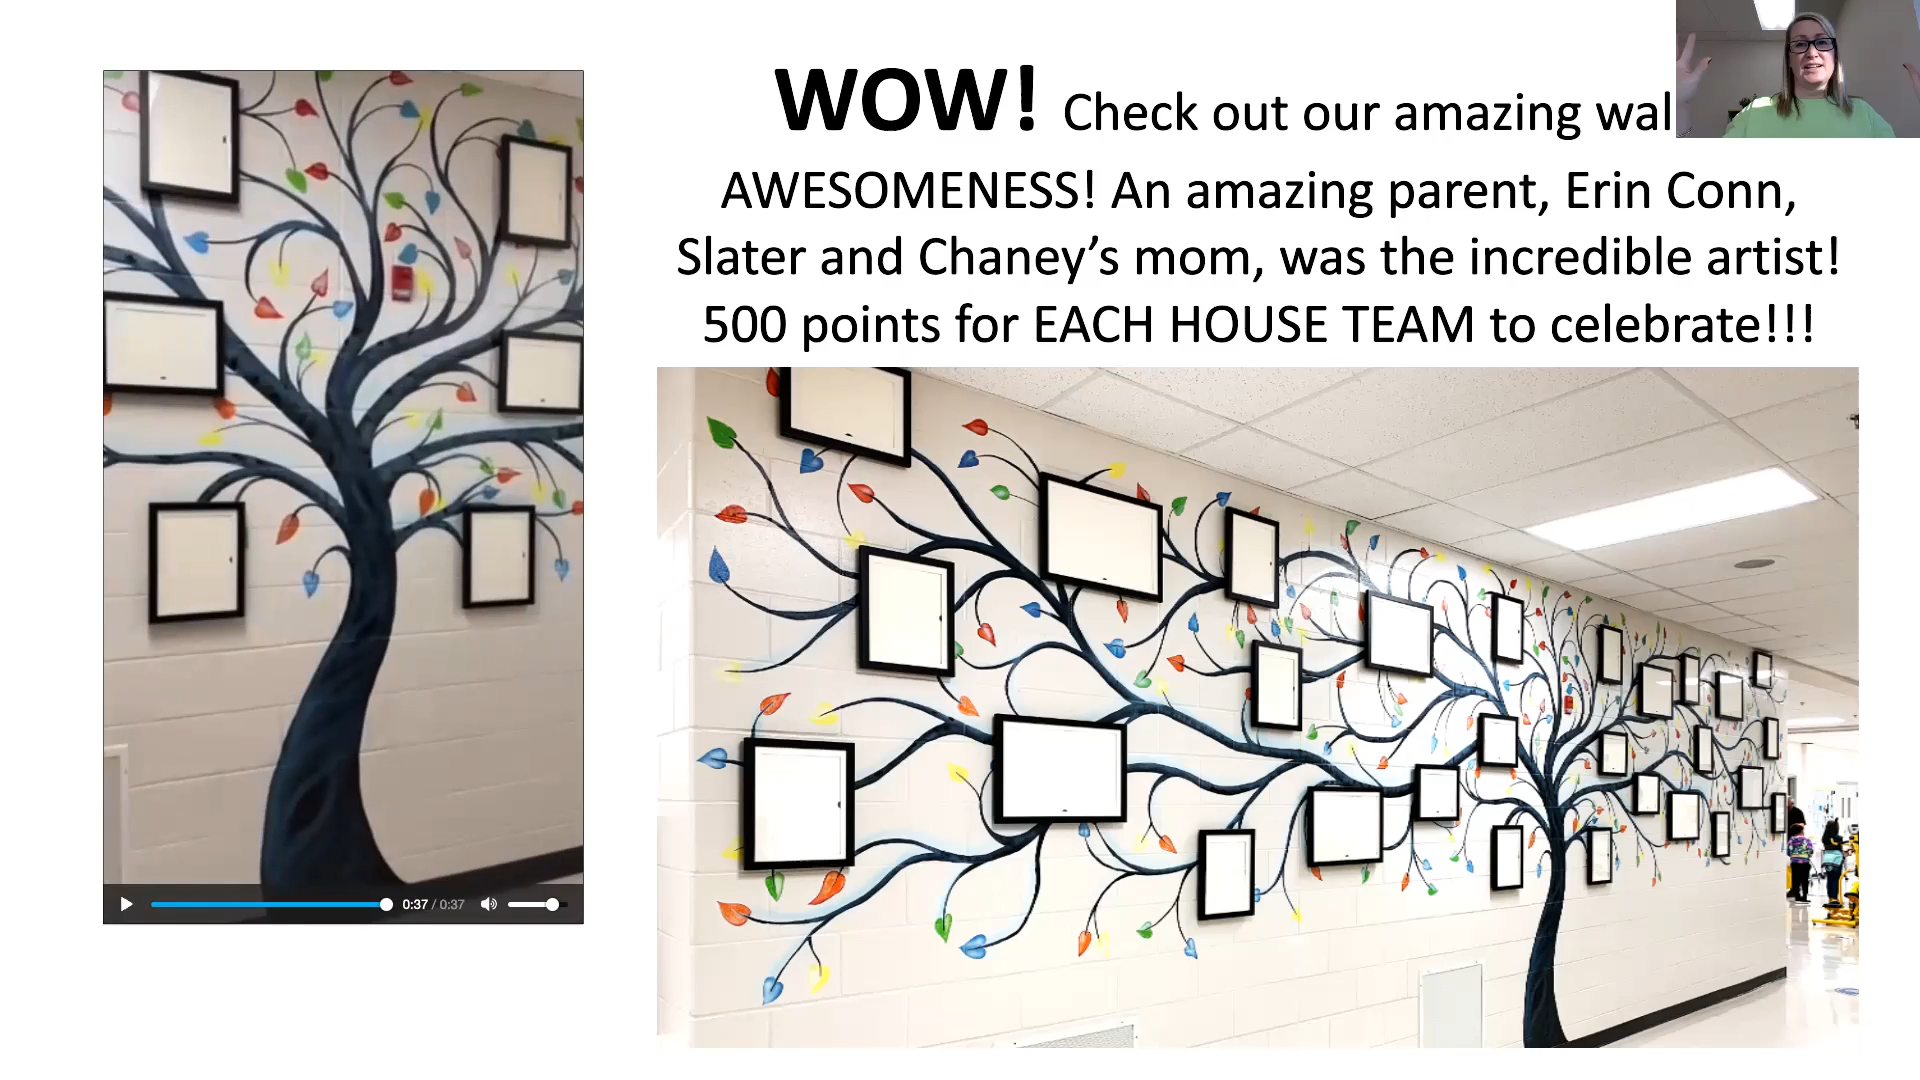 WOW! Check out our amazing wal
AWESOMENESS! An amazing parent, Erin Conn,
Slater and Chaney’s mom, was the incredible artist!
500 points for EACH HOUSE TEAM to celebrate!!!
0:37 / 0:37